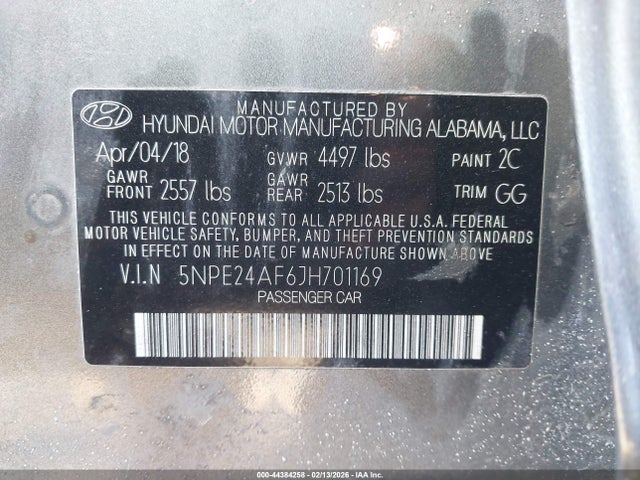 MANUFACTURED BY
HYUNDAI MOTOR MANUFACTURING ALABAMA, LLC
Apr/04/18 GVWR 4497 lbs PAINT 2C
GAWR FRONT 2557 lbs GAWR REAR 2513 lbs TRIM GG
THIS VEHICLE CONFORMS TO ALL APPLICABLE U.S.A. FEDERAL
MOTOR VEHICLE SAFETY, BUMPER, AND THEFT PREVENTION STANDARDS
IN EFFECT ON THE DATE OF MANUFACTURE SHOWN ABOVE
V.I.N 5NPE24AF6JH701169
PASSENGER CAR
000-44384258 - 02/13/2026 - COPYRIGHT IAA, LLC.